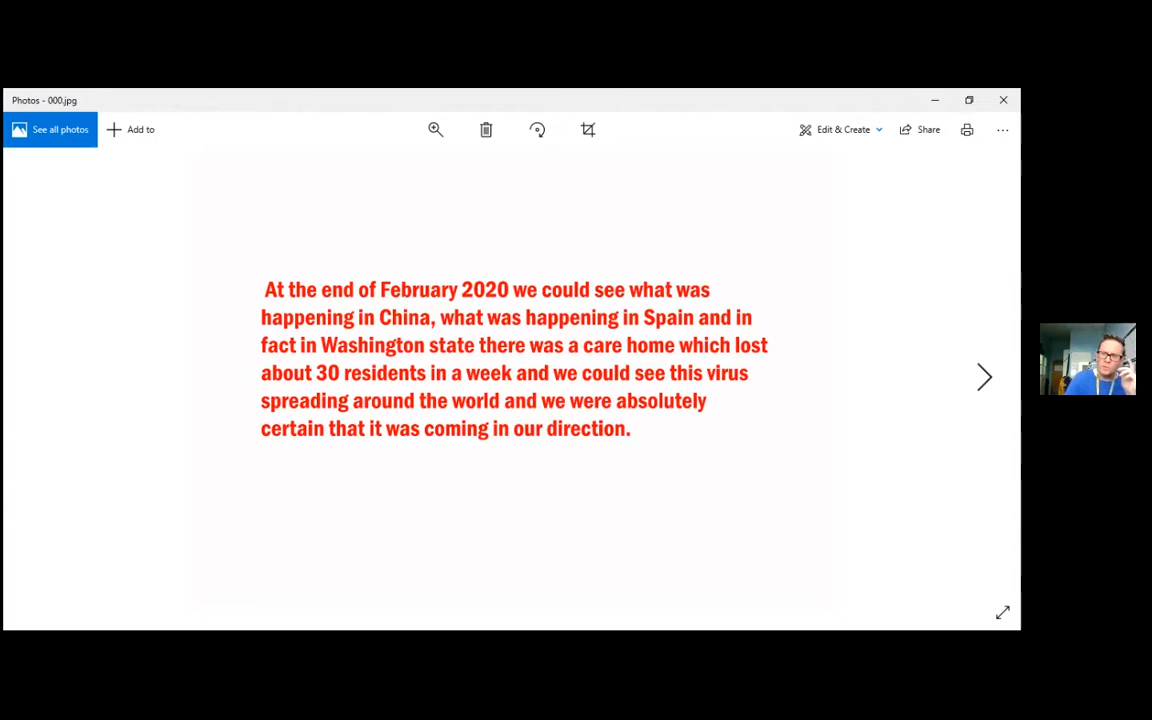 Photos - 000.jpg
See all photos
Add to
Edit & Create
Share
At the end of February 2020 we could see what was
happening in China, what was happening in Spain and in
fact in Washington state there was a care home which lost
about 30 residents in a week and we could see this virus
spreading around the world and we were absolutely
certain that it was coming in our direction.